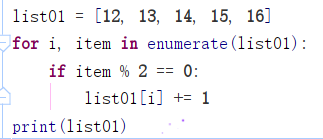 list01 = [12, 13, 14, 15, 16]
for i, item in enumerate(list01):
    if item % 2 == 0:
        list01[i] += 1
print(list01)